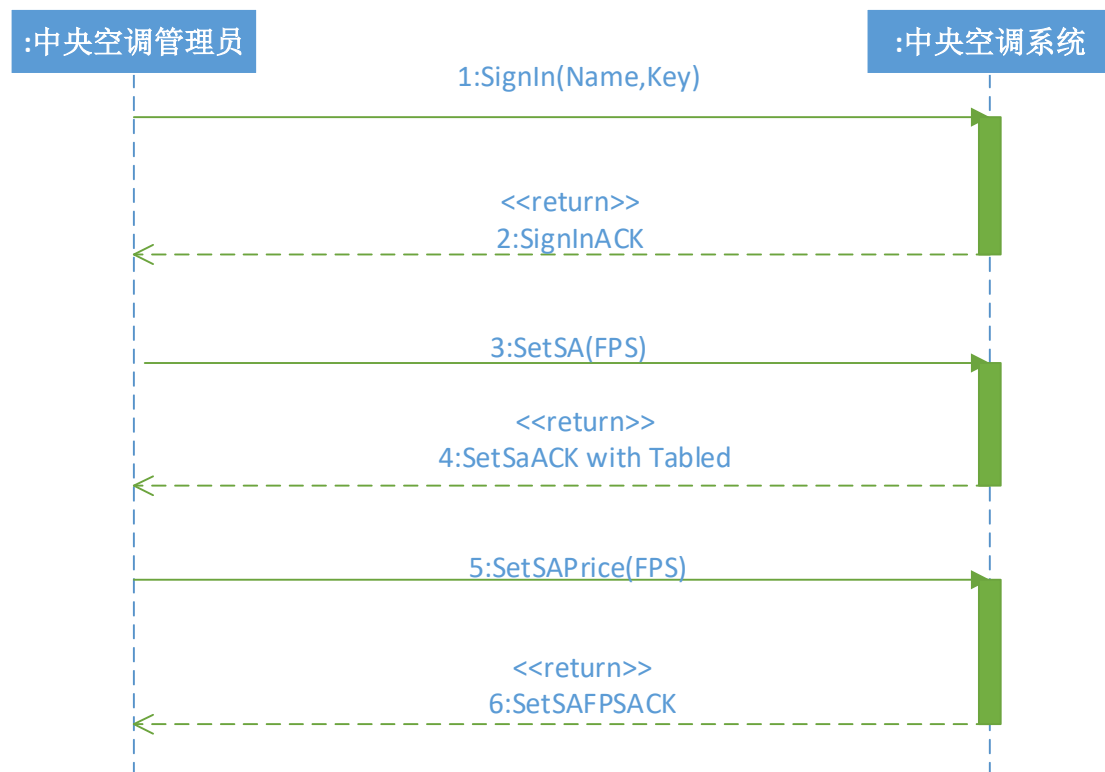 :中央空调管理员
:中央空调系统
1:SignIn(Name,Key)
<<return>>
2:SignInACK
3:SetSA(FPS)
<<return>>
4:SetSaACK with Tabled
5:SetSAPrice(FPS)
<<return>>
6:SetSAFPSACK